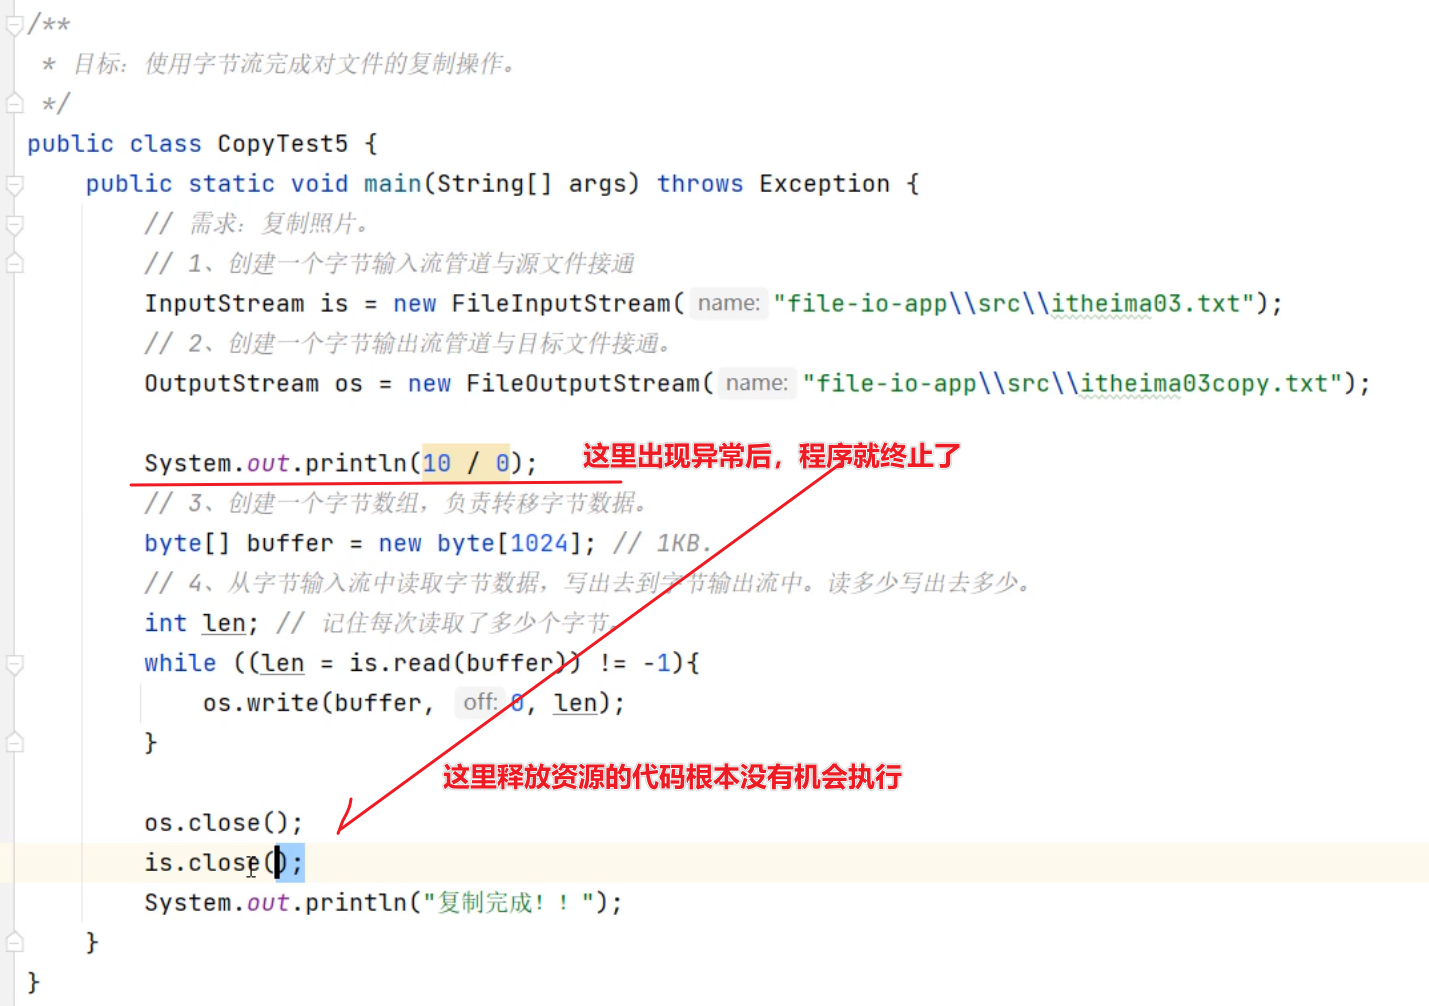 /**
 * 目标：使用字节流完成对文件的复制操作。
 */
public class CopyTest5 {
    public static void main(String[] args) throws Exception {
        // 需求：复制照片。
        // 1、创建一个字节输入流管道与源文件接通
        InputStream is = new FileInputStream( name: "file-io-app\\src\\itheima03.txt");
        // 2、创建一个字节输出流管道与目标文件接通。
        OutputStream os = new FileOutputStream( name: "file-io-app\\src\\itheima03copy.txt");
        System.out.println(10 / 0); 这里出现异常后，程序就终止了
        // 3、创建一个字节数组，负责转移字节数据。
        byte[] buffer = new byte[1024]; // 1KB.
        // 4、从字节输入流中读取字节数据，写出去到字节输出流中。读多少写出去多少。
        int len; // 记住每次读取了多少个字节。
        while ((len = is.read(buffer)) != -1){
            os.write(buffer, off: 0, len);
        }
这里释放资源的代码根本没有机会执行
        os.close();
        is.close();
        System.out.println("复制完成！！");
    }
}